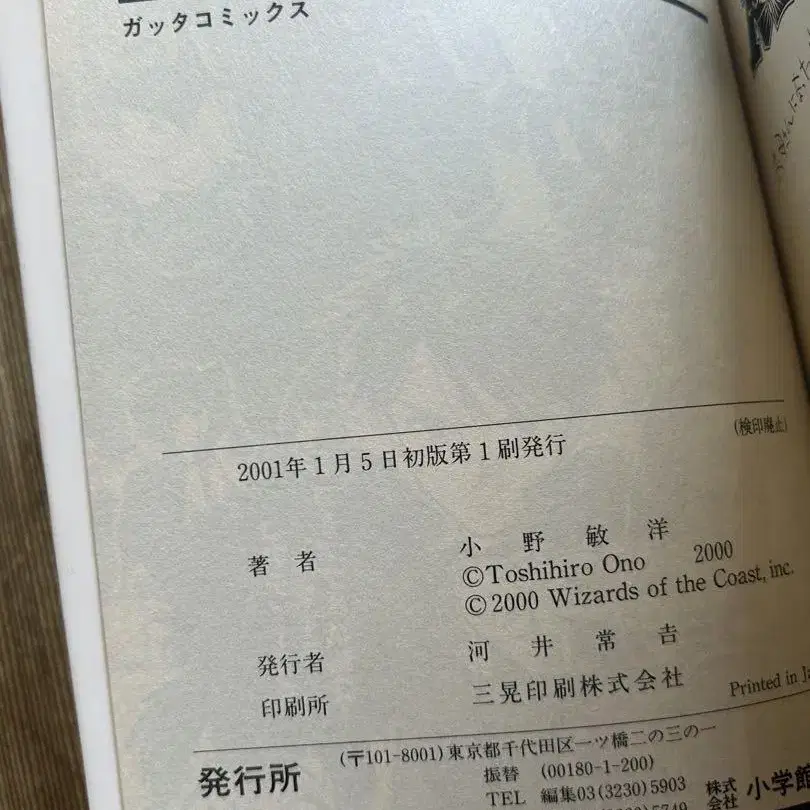 ガッタコミックス
(検印廃止)
2001年1月5日初版第1刷発行
著者 小野敏洋
©Toshihiro Ono 2000
©2000 Wizards of the Coast, inc.
発行者 河井常吉
印刷所 三晃印刷株式会社
Printed in Ja
(〒101-8001)東京都千代田区一ツ橋二の三の一
発行所 振替 (00180-1-200) 株式会社 小学館
TEL 編集03(3230)5903